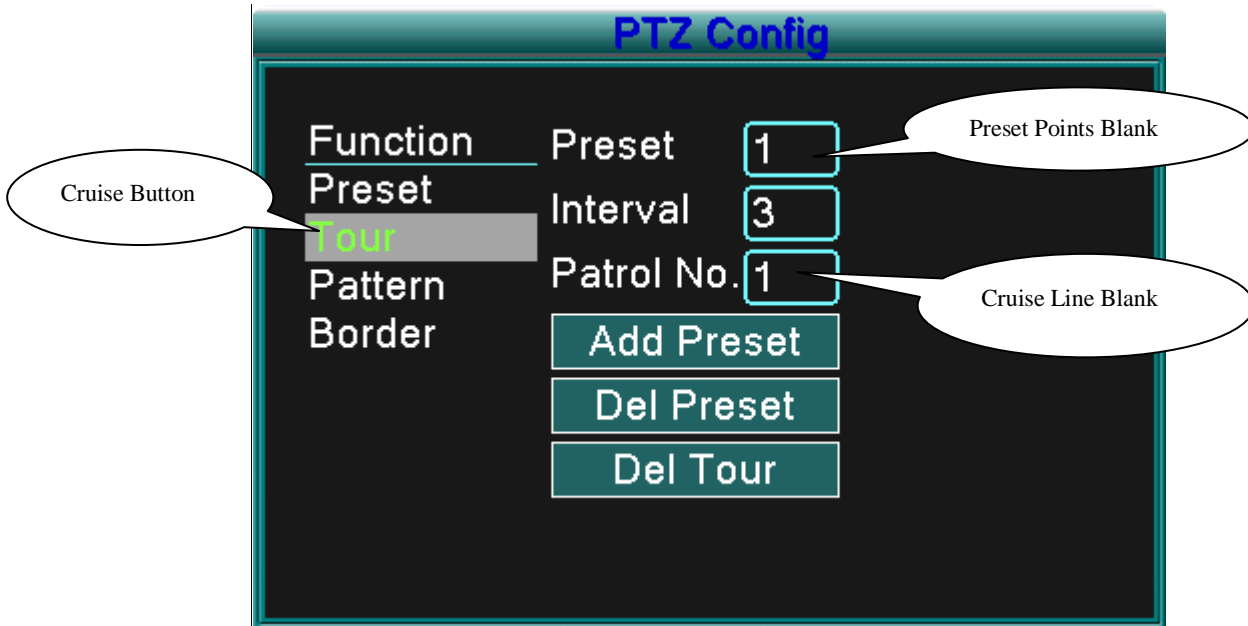 PTZ Config
Function
Preset
Tour
Pattern
Border
Preset 1
Interval 3
Patrol No. 1
Add Preset
Del Preset
Del Tour
Cruise Button
Preset Points Blank
Cruise Line Blank